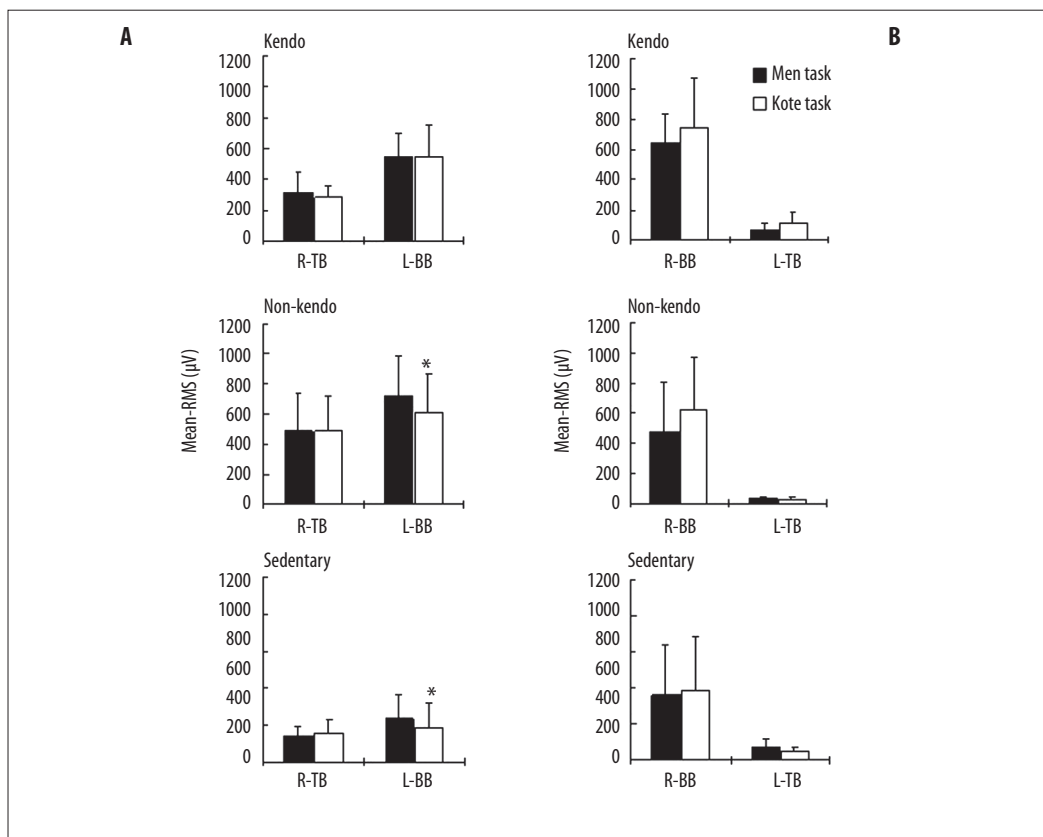 A
B
Kendo
1200
1000
800
600
400
200
0
R-TB L-BB
Kendo
1200
1000
800
600
400
200
0
R-BB L-TB
Men task
Kote task
Mean-RMS (µV)
Non-kendo
1200
1000
800
600
400
200
0
*
R-TB L-BB
Mean-RMS (µV)
Non-kendo
1200
1000
800
600
400
200
0
R-BB L-TB
Sedentary
1200
1000
800
600
400
200
0
*
R-TB L-BB
Sedentary
1200
1000
800
600
400
200
0
R-BB L-TB